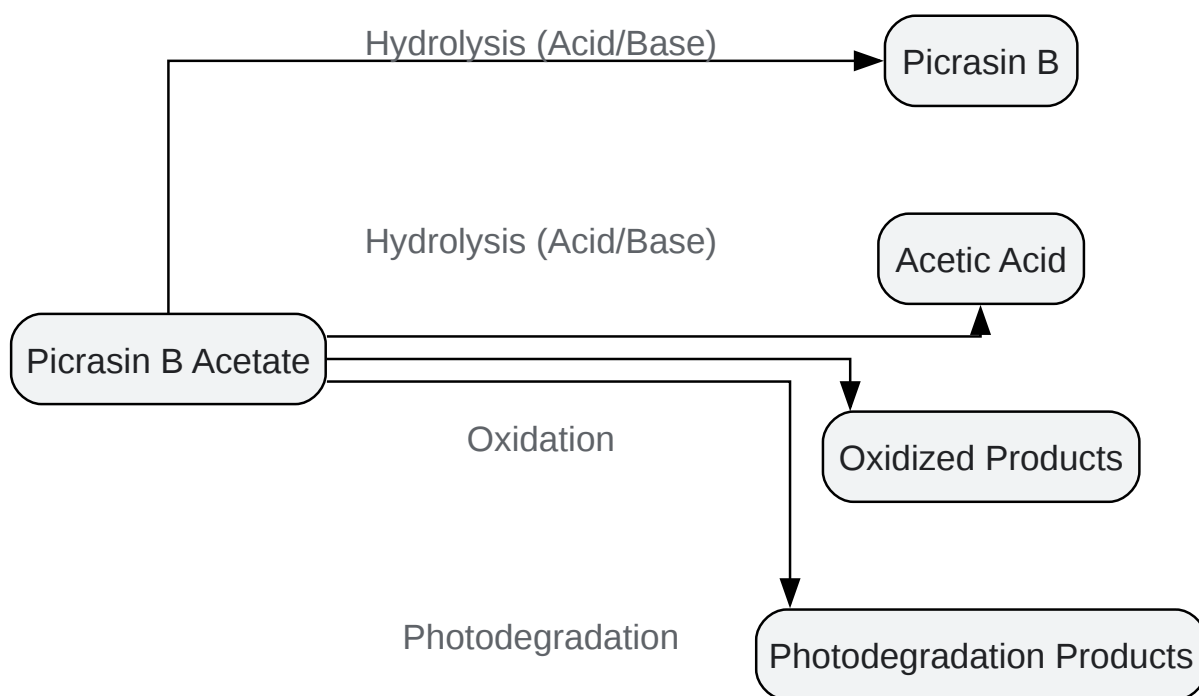 Hydrolysis (Acid/Base)
Picrasin B
Hydrolysis (Acid/Base)
Acetic Acid
Picrasin B Acetate
Oxidation
Oxidized Products
Photodegradation
Photodegradation Products